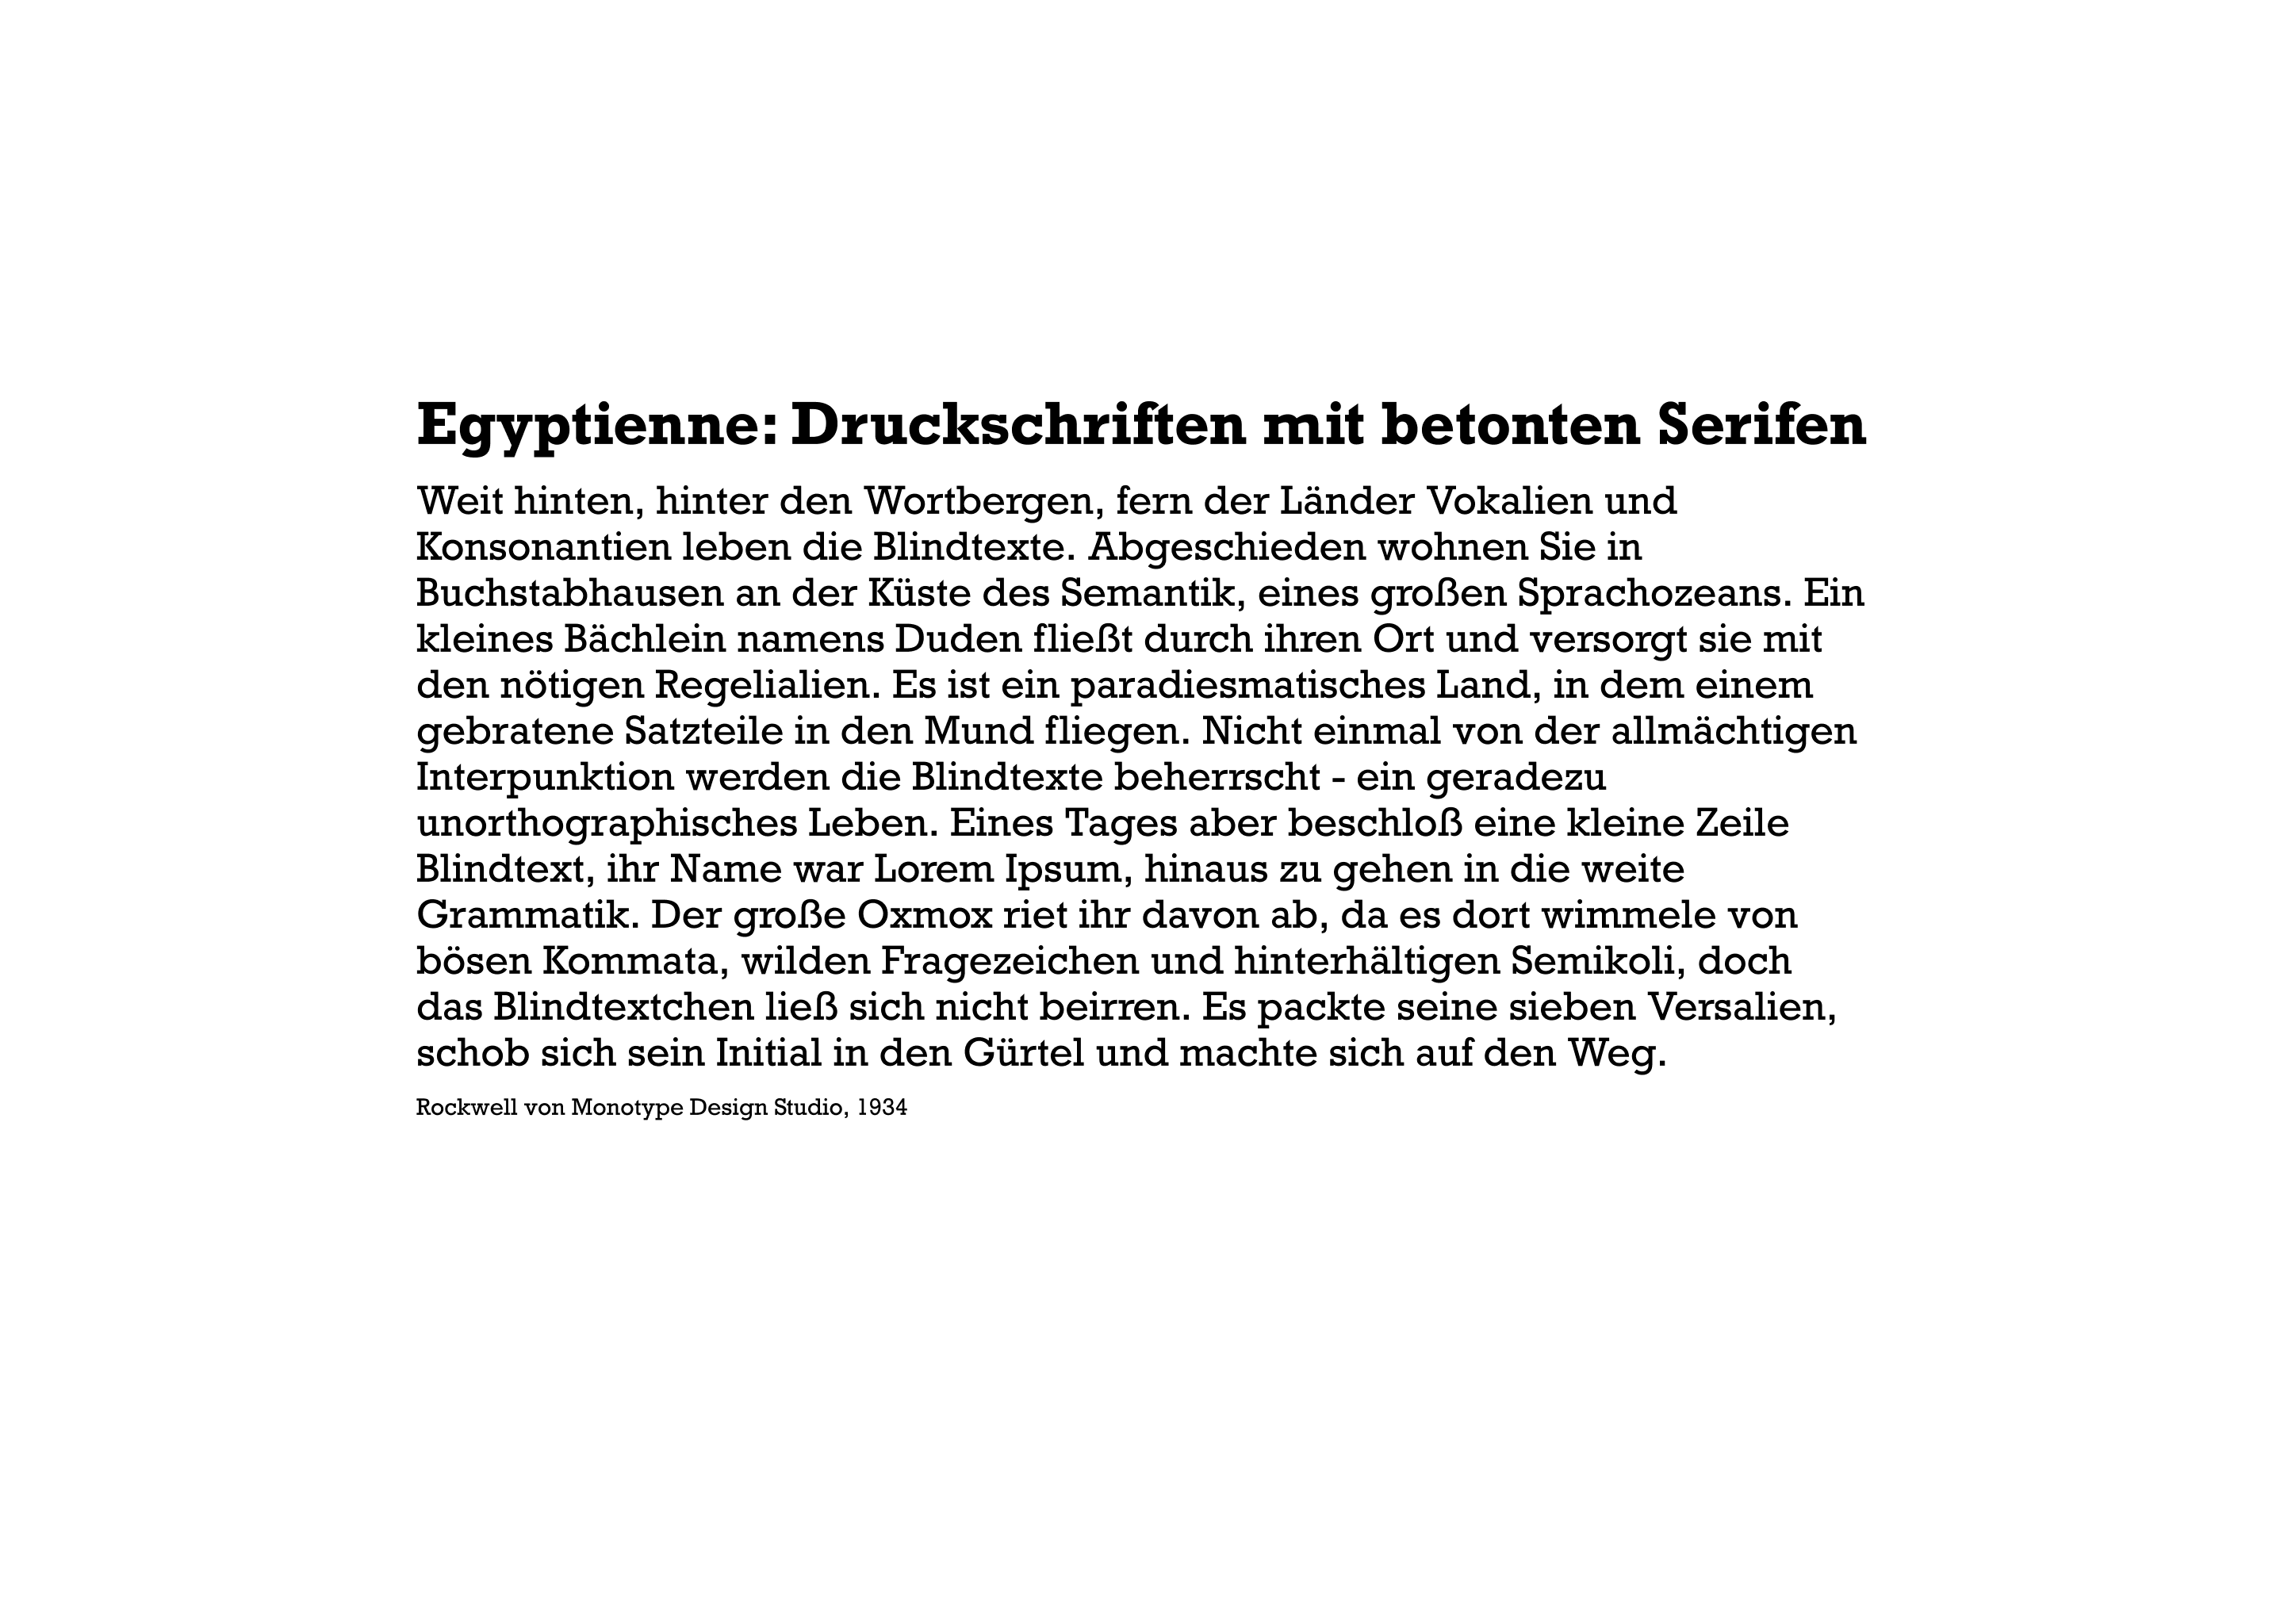 Egyptienne: Druckschriften mit betonten Serifen
Weit hinten, hinter den Wortbergen, fern der Länder Vokalien und
Konsonantien leben die Blindtexte. Abgeschieden wohnen Sie in
Buchstabhausen an der Küste des Semantik, eines großen Sprachozeans. Ein
kleines Bächlein namens Duden fließt durch ihren Ort und versorgt sie mit
den nötigen Regelialien. Es ist ein paradiesmatisches Land, in dem einem
gebratene Satzteile in den Mund fliegen. Nicht einmal von der allmächtigen
Interpunktion werden die Blindtexte beherrscht - ein geradezu
unorthographisches Leben. Eines Tages aber beschloß eine kleine Zeile
Blindtext, ihr Name war Lorem Ipsum, hinaus zu gehen in die weite
Grammatik. Der große Oxmox riet ihr davon ab, da es dort wimmele von
bösen Kommata, wilden Fragezeichen und hinterhältigen Semikoli, doch
das Blindtextchen ließ sich nicht beirren. Es packte seine sieben Versalien,
schob sich sein Initial in den Gürtel und machte sich auf den Weg.
Rockwell von Monotype Design Studio, 1934